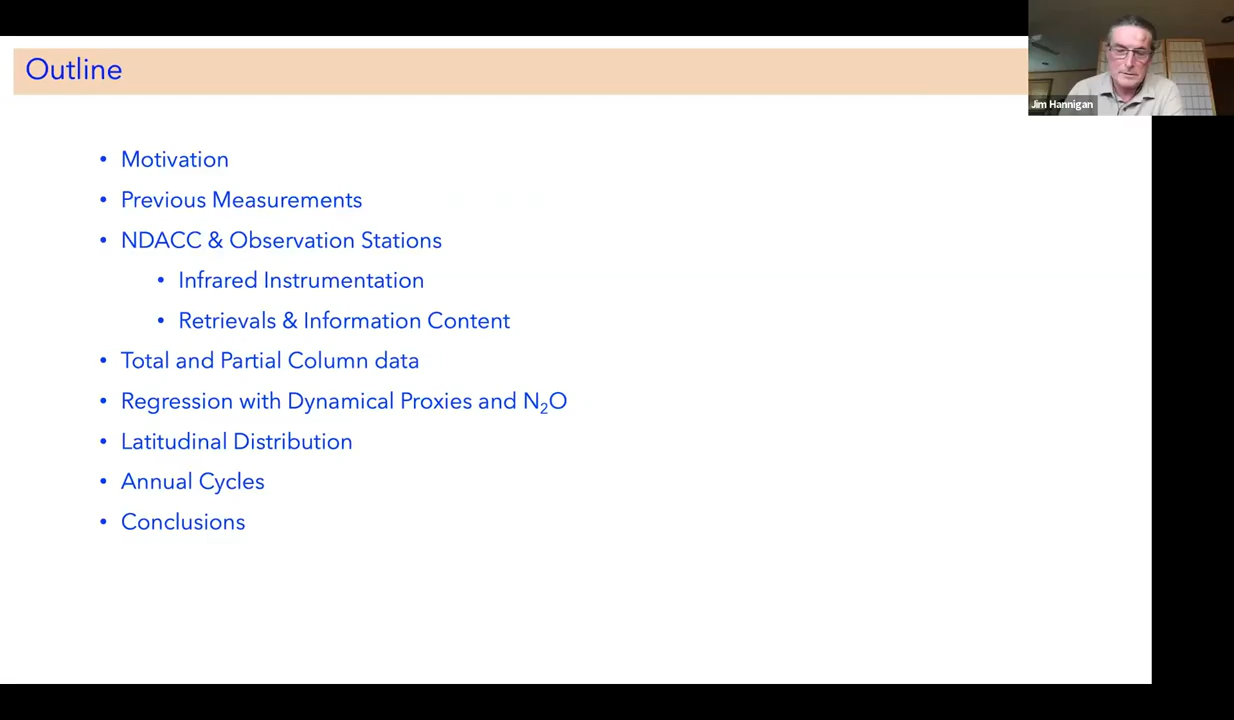 Outline
Jim Hannigan
• Motivation
• Previous Measurements
• NDACC & Observation Stations
• Infrared Instrumentation
• Retrievals & Information Content
• Total and Partial Column data
• Regression with Dynamical Proxies and N₂O
• Latitudinal Distribution
• Annual Cycles
• Conclusions